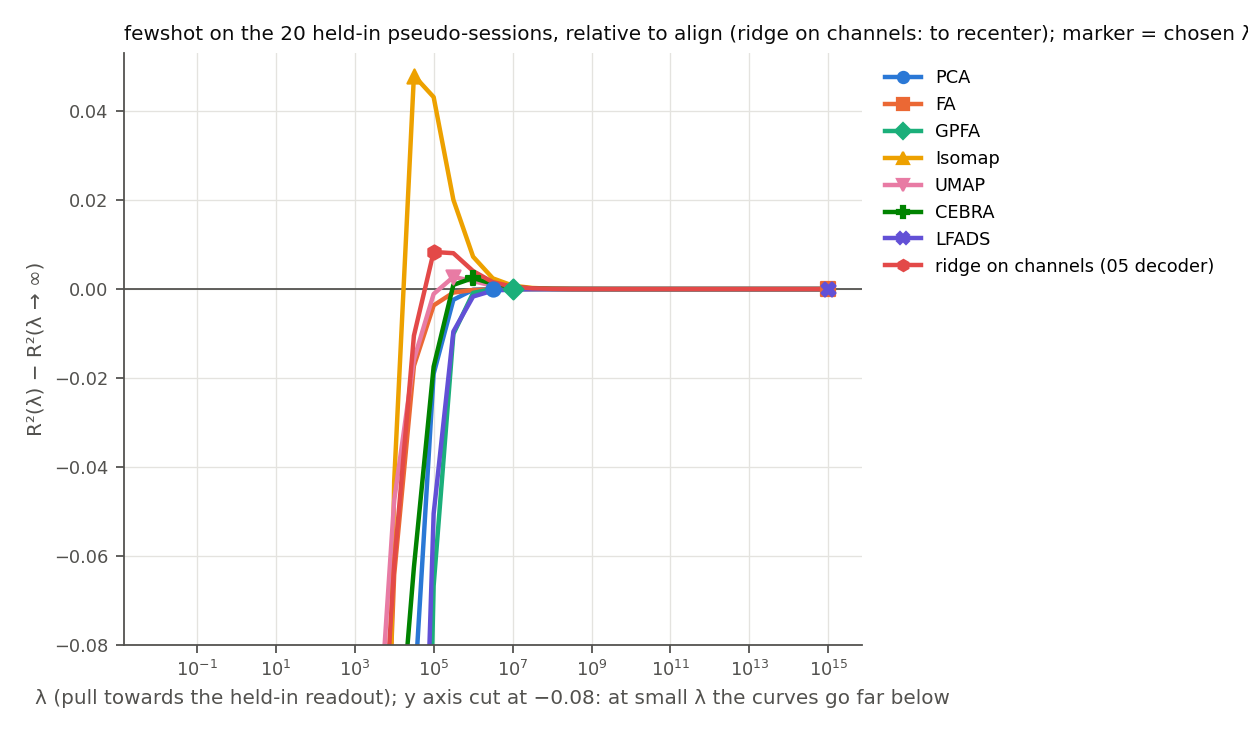 fewshot on the 20 held-in pseudo-sessions, relative to align (ridge on channels: to recenter); marker = chosen λ
PCA
FA
GPFA
Isomap
UMAP
CEBRA
LFADS
ridge on channels (05 decoder)
R²(λ) − R²(λ → ∞)
0.04
0.02
0.00
−0.02
−0.04
−0.06
−0.08
10⁻¹ 10¹ 10³ 10⁵ 10⁷ 10⁹ 10¹¹ 10¹³ 10¹⁵
λ (pull towards the held-in readout); y axis cut at −0.08: at small λ the curves go far below